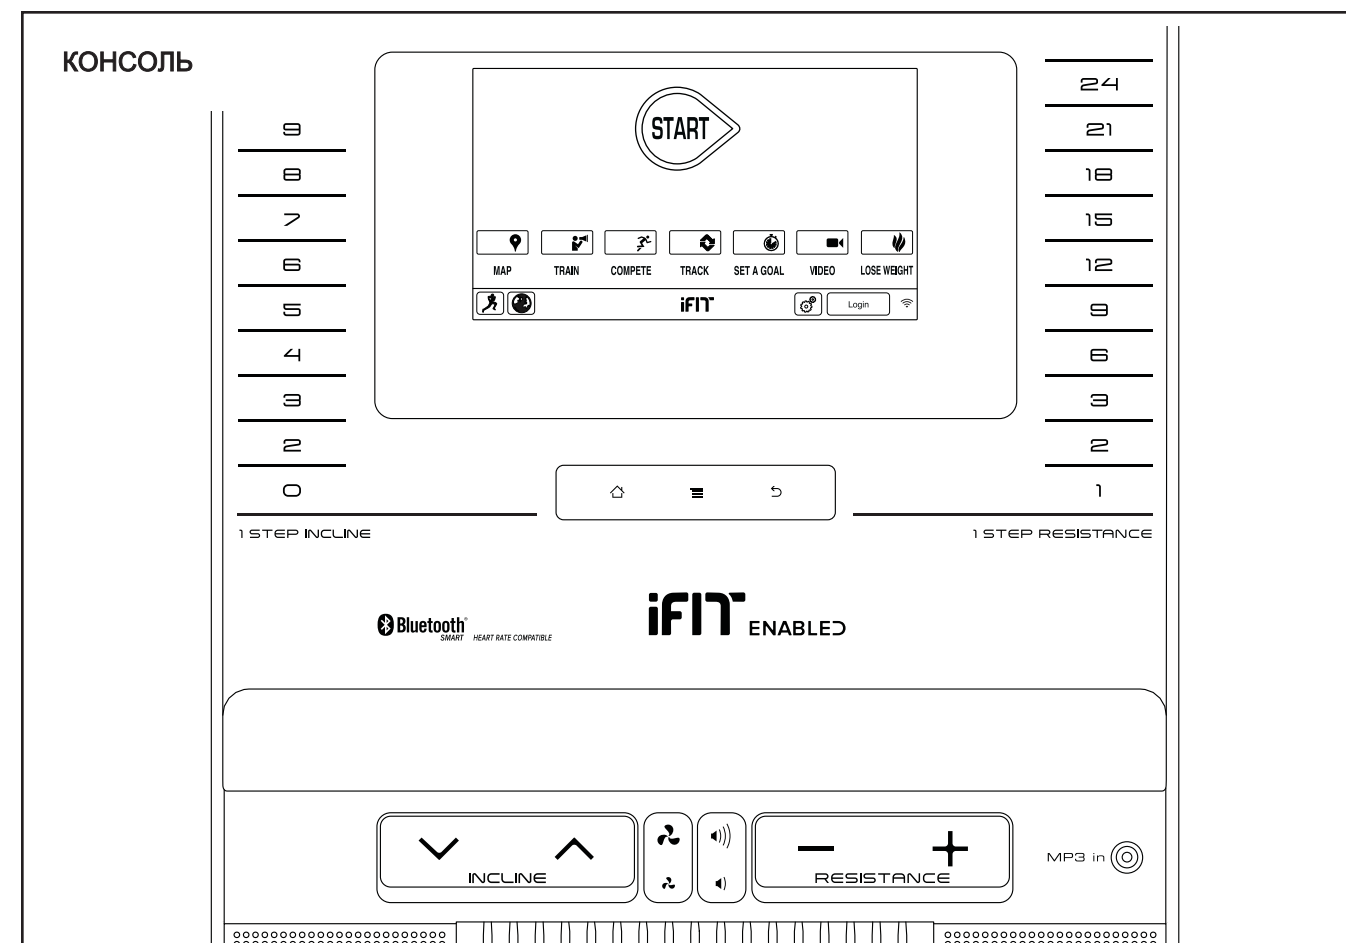 КОНСОЛЬ
START
MAP TRAIN COMPETE TRACK SET A GOAL VIDEO LOSE WEIGHT
iFIT Login
9
8
7
6
5
4
3
2
0
1 STEP INCLINE
24
21
18
15
12
9
6
3
2
1
1 STEP RESISTANCE
Bluetooth®
SMART HEART RATE COMPATIBLE
iFIT ENABLED
INCLINE
RESISTANCE
MP3 in